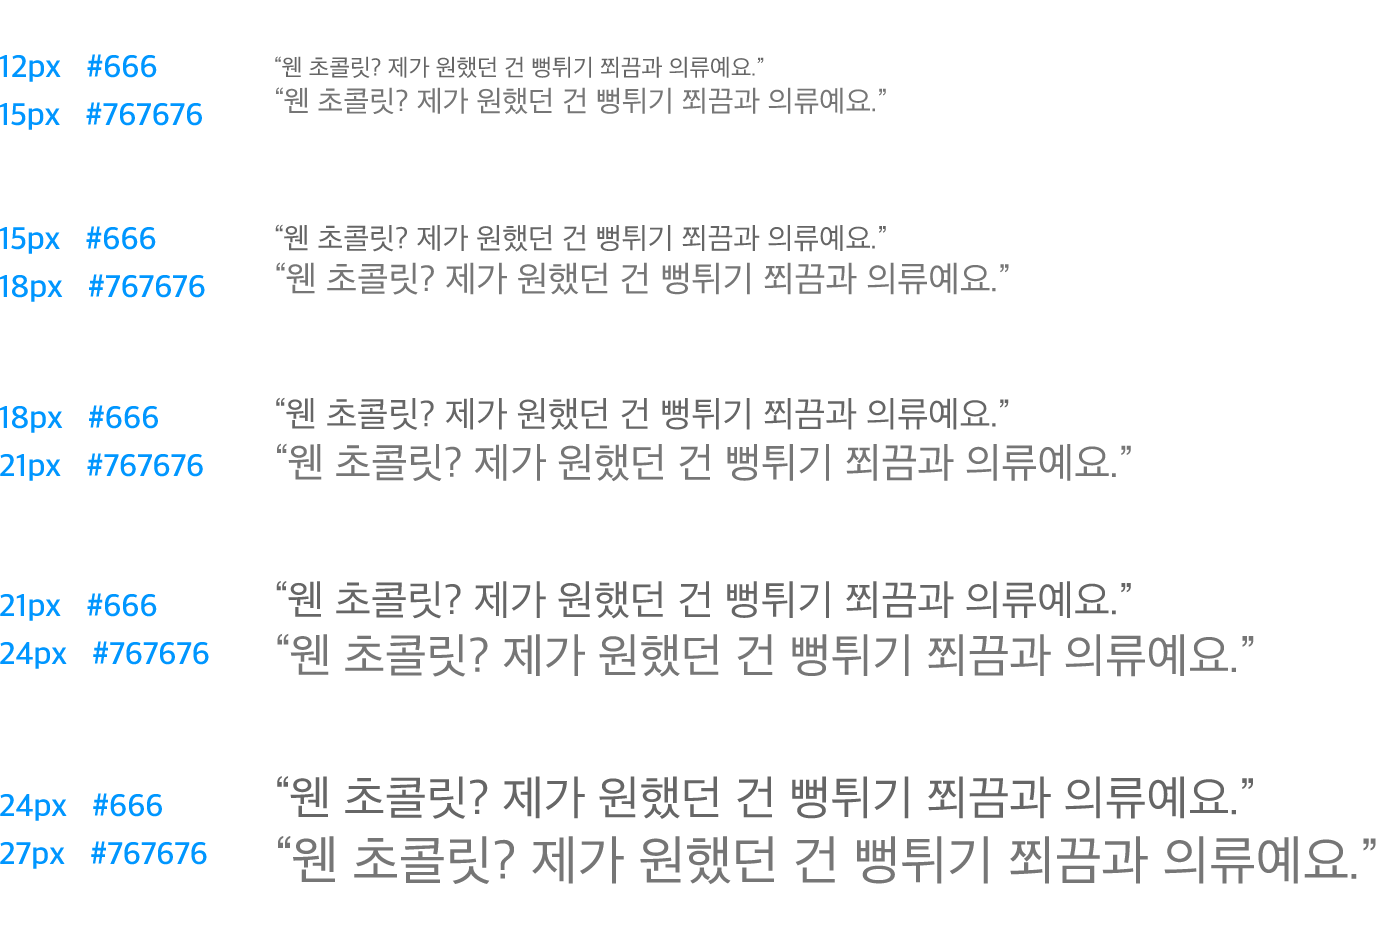 12px #666 “웬 초콜릿? 제가 원했던 건 뻥튀기 쬐끔과 의류예요.”
15px #767676 “웬 초콜릿? 제가 원했던 건 뻥튀기 쬐끔과 의류예요.”
15px #666 “웬 초콜릿? 제가 원했던 건 뻥튀기 쬐끔과 의류예요.”
18px #767676 “웬 초콜릿? 제가 원했던 건 뻥튀기 쬐끔과 의류예요.”
18px #666 “웬 초콜릿? 제가 원했던 건 뻥튀기 쬐끔과 의류예요.”
21px #767676 “웬 초콜릿? 제가 원했던 건 뻥튀기 쬐끔과 의류예요.”
21px #666 “웬 초콜릿? 제가 원했던 건 뻥튀기 쬐끔과 의류예요.”
24px #767676 “웬 초콜릿? 제가 원했던 건 뻥튀기 쬐끔과 의류예요.”
24px #666 “웬 초콜릿? 제가 원했던 건 뻥튀기 쬐끔과 의류예요.”
27px #767676 “웬 초콜릿? 제가 원했던 건 뻥튀기 쬐끔과 의류예요.”